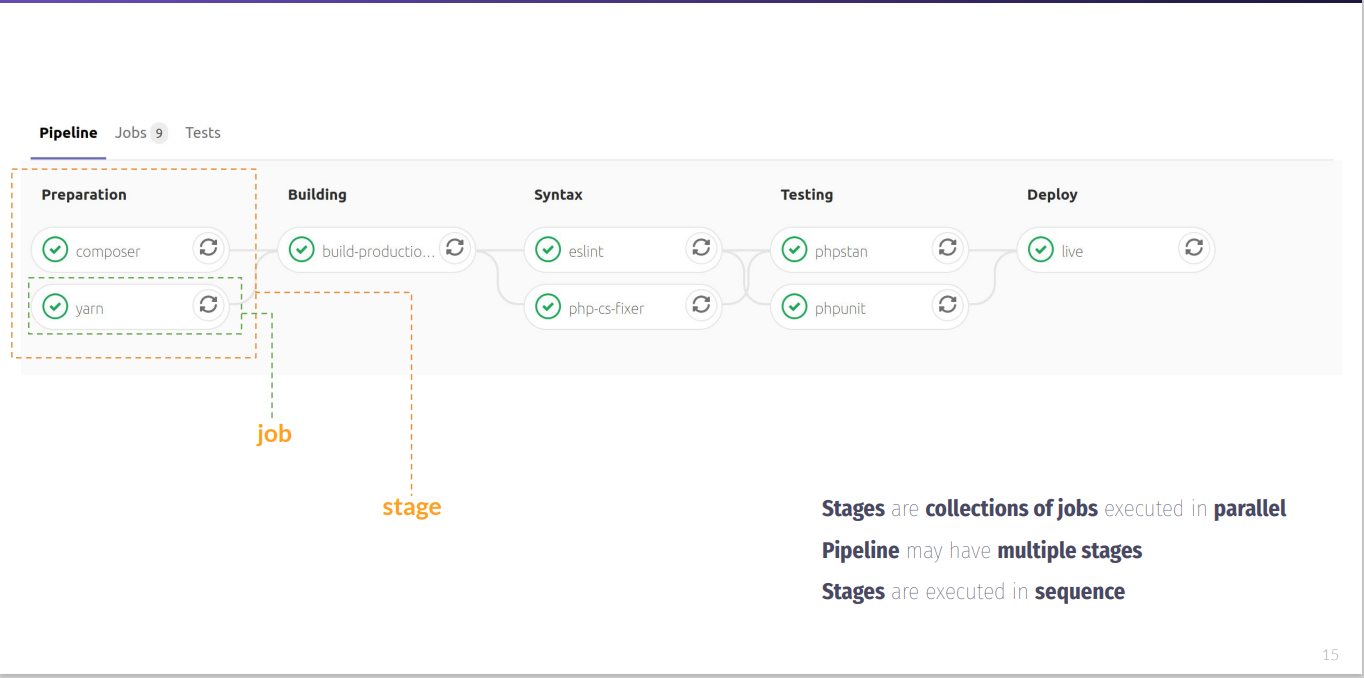 Pipeline Jobs 9 Tests
Preparation Building Syntax Testing Deploy
composer build-productio... eslint phpstan live
yarn php-cs-fixer phpunit
job
stage
Stages are collections of jobs executed in parallel
Pipeline may have multiple stages
Stages are executed in sequence
15